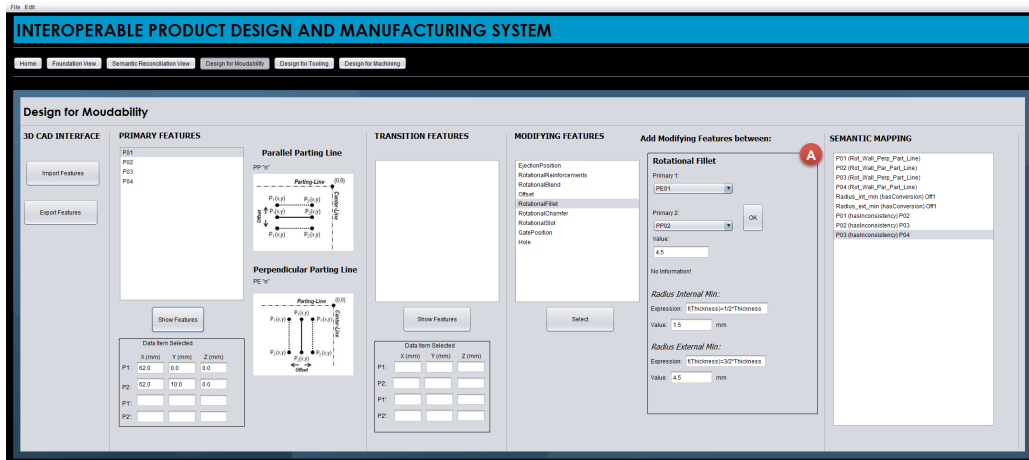 File Edit
INTEROPERABLE PRODUCT DESIGN AND MANUFACTURING SYSTEM
Home Foundation View Semantic Reconciliation View Design for Moudability Design for Tooling Design for Machining
Design for Moudability
3D CAD INTERFACE
Import Features
Export Features
PRIMARY FEATURES
P01
P02
P03
P04
Show Features
Data Item Selected
X (mm) Y (mm) Z (mm)
P1: 62.0 0.0 0.0
P2: 62.0 10.0 0.0
P1':
P2':
Parallel Parting Line
PP "n"
Parting-Line (0,0)
P1(x,y) P2(x,y)
Offset
Center-Line
P1(x,y) P2(x,y)
Perpendicular Parting Line
PE "n"
Parting-Line (0,0)
P1(x,y) P1(x,y)
Center-Line
P2(x,y) P2(x,y)
P2(x,y)
Offset
TRANSITION FEATURES
Show Features
Data Item Selected
X (mm) Y (mm) Z (mm)
P1:
P2:
P1':
P2':
MODIFYING FEATURES
EjectionPosition
RotationalReinforcements
RotationalBlend
Offset
RotationalFillet
RotationalChamfer
RotationalSlot
GatePosition
Hole
Select
Add Modifying Features between:
A
Rotational Fillet
Primary 1:
PE01
Primary 2:
PP02
OK
Value:
4.5
No Information!
Radius Internal Min:
Expression: f(Thickness)=1/2*Thickness
Value: 1.5 mm
Radius External Min:
Expression: f(Thickness)=3/2*Thickness
Value: 4.5 mm
SEMANTIC MAPPING
P01 (Rot_Wall_Perp_Part_Line)
P02 (Rot_Wall_Par_Part_Line)
P03 (Rot_Wall_Perp_Part_Line)
P04 (Rot_Wall_Par_Part_Line)
Radius_int_min (hasConversion) Off1
Radius_ext_min (hasConversion) Off1
P01 (hasInconsistency) P02
P02 (hasInconsistency) P03
P03 (hasInconsistency) P04